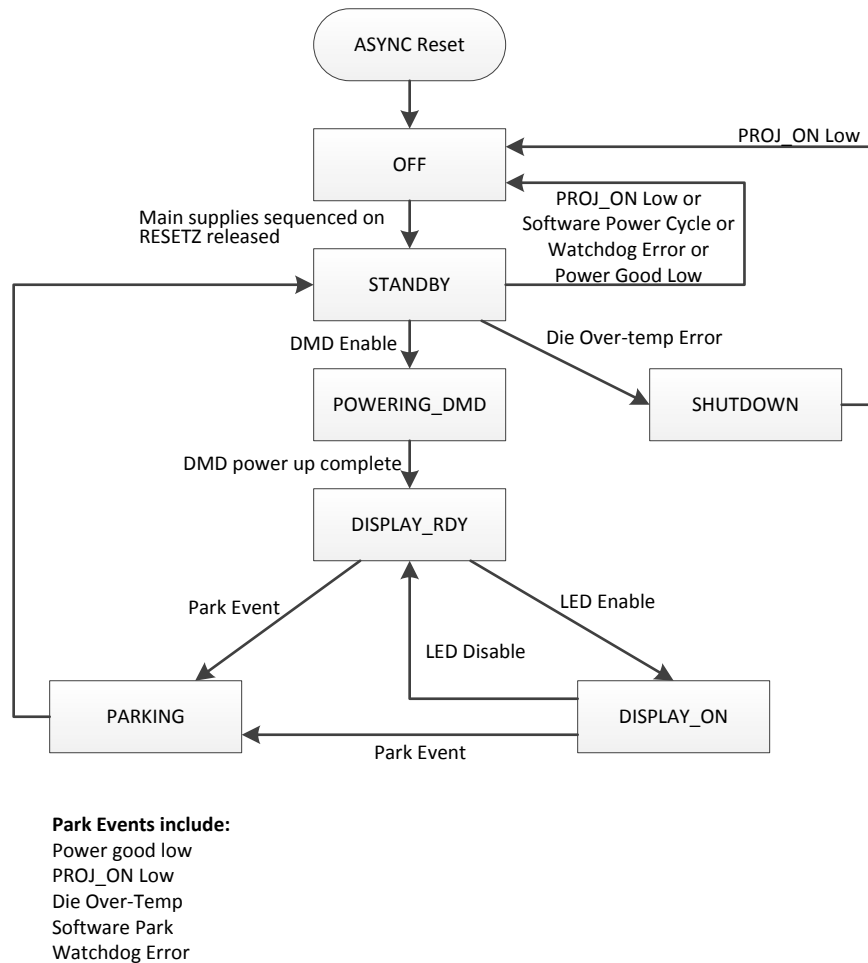 ASYNC Reset
PROJ_ON Low
OFF
Main supplies sequenced on
RESETZ released
PROJ_ON Low or
Software Power Cycle or
Watchdog Error or
Power Good Low
STANDBY
DMD Enable
Die Over-temp Error
POWERING_DMD
SHUTDOWN
DMD power up complete
DISPLAY_RDY
Park Event
LED Enable
LED Disable
PARKING
DISPLAY_ON
Park Event
Park Events include:
Power good low
PROJ_ON Low
Die Over-Temp
Software Park
Watchdog Error